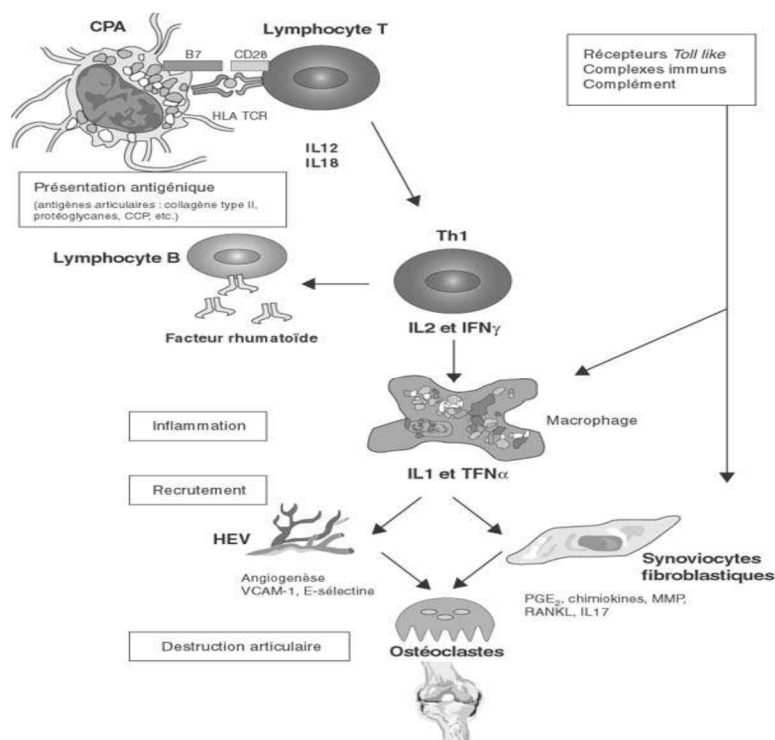 CPA
Lymphocyte T
B7
CD28
HLA TCR
Récepteurs Toll like
Complexes immuns
Complément
IL12
IL18
Présentation antigénique
(antigènes articulaires : collagène type II,
protéoglycanes, CCP, etc.)
Th1
Lymphocyte B
Facteur rhumatoïde
IL2 et IFNγ
Inflammation
Macrophage
IL1 et TFNα
Recrutement
HEV
Synoviocytes
fibroblastiques
Angiogenèse
VCAM-1, E-sélectine
PGE₂, chimiokines, MMP,
RANKL, IL17
Destruction articulaire
Ostéoclastes